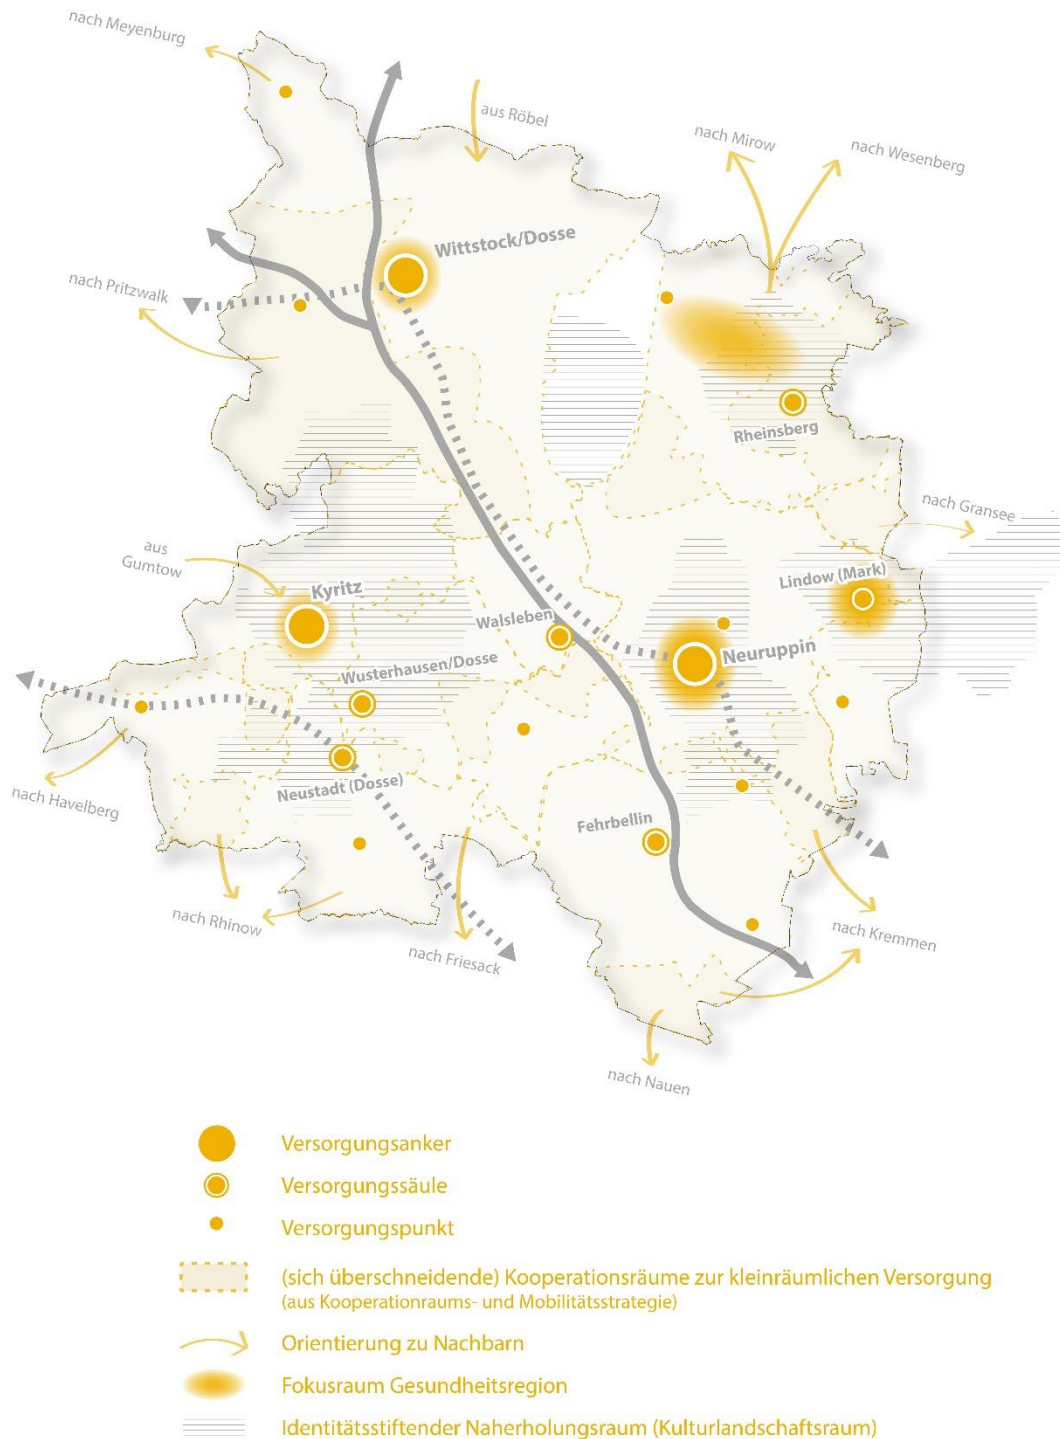 nach Meyenburg
aus Röbel
nach Mirow
nach Wesenberg
Wittstock/Dosse
nach Pritzwalk
Rheinsberg
nach Gransee
aus
Gumtow
Kyritz
Lindow (Mark)
Walsleben
Neuruppin
Wusterhausen/Dosse
Neustadt (Dosse)
nach Havelberg
Fehrbellin
nach Rhinow
nach Friesack
nach Kremmen
nach Nauen
Versorgungsanker
Versorgungssäule
Versorgungspunkt
(sich überschneidende) Kooperationsräume zur kleinräumlichen Versorgung
(aus Kooperationraums- und Mobilitätsstrategie)
Orientierung zu Nachbarn
Fokusraum Gesundheitsregion
Identitätsstiftender Naherholungsraum (Kulturlandschaftsraum)